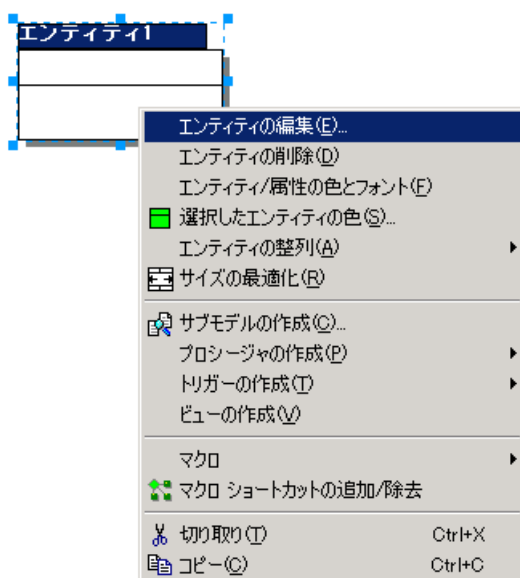 エンティティ1
エンティティの編集(E)...
エンティティの削除(D)
エンティティ/属性の色とフォント(F)
選択したエンティティの色(S)...
エンティティの整列(A)
サイズの最適化(R)
サブモデルの作成(C)...
プロシージャの作成(P)
トリガーの作成(T)
ビューの作成(V)
マクロ
マクロ ショートカットの追加/除去
切り取り(T) Ctrl+X
コピー(C) Ctrl+C